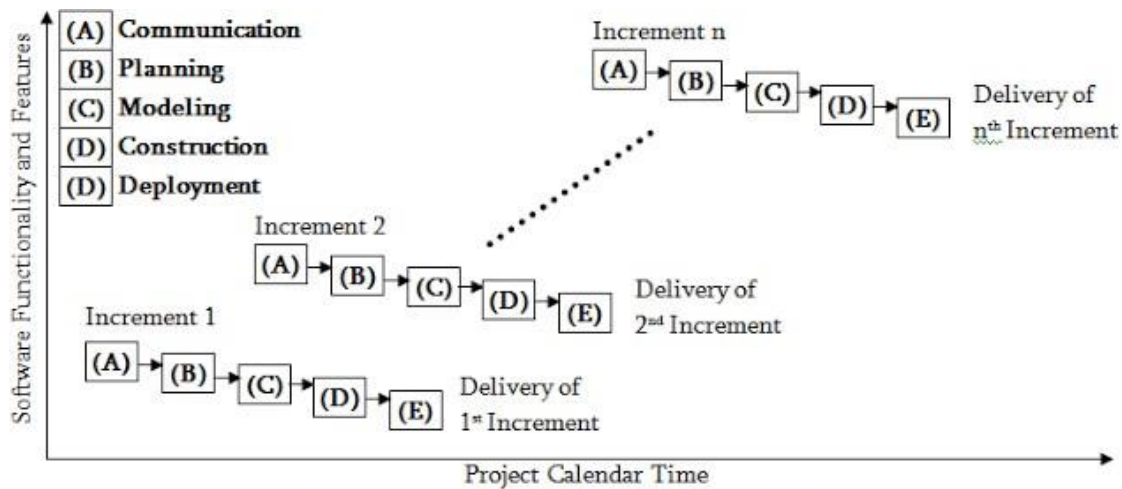 Software Functionality and Features
(A) Communication
(B) Planning
(C) Modeling
(D) Construction
(D) Deployment
Increment n
(A) (B) (C) (D) (E)
Delivery of
nth Increment
Increment 2
(A) (B) (C) (D) (E)
Delivery of
2nd Increment
Increment 1
(A) (B) (C) (D) (E)
Delivery of
1st Increment
Project Calendar Time